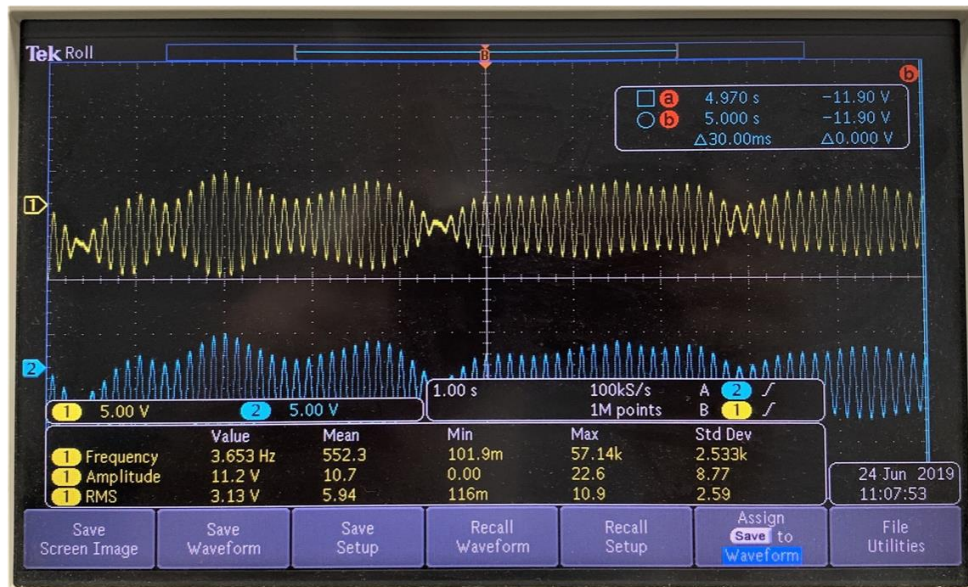 Tek Roll
B
b
a 4.970 s -11.90 V
b 5.000 s -11.90 V
Δ30.00ms Δ0.000 V
1
2
1 5.00 V 2 5.00 V
1.00 s 100kS/s A 2
1M points B 1
Value Mean Min Max Std Dev
1 Frequency 3.653 Hz 552.3 101.9m 57.14k 2.533k
1 Amplitude 11.2 V 10.7 0.00 22.6 8.77
1 RMS 3.13 V 5.94 116m 10.9 2.59
24 Jun 2019
11:07:53
Save
Screen Image
Save
Waveform
Save
Setup
Recall
Waveform
Recall
Setup
Assign
Save to
Waveform
File
Utilities